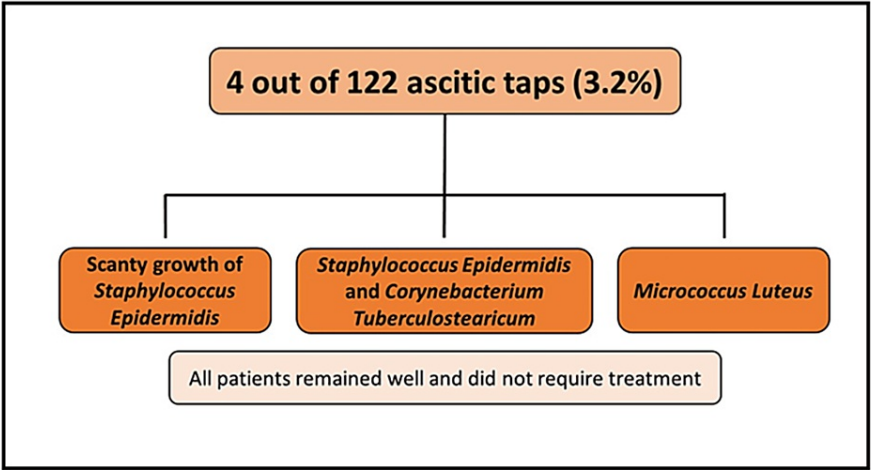 4 out of 122 ascitic taps (3.2%)
Scanty growth of
Staphylococcus
Epidermidis
Staphylococcus Epidermidis
and Corynebacterium
Tuberculostearicum
Micrococcus Luteus
All patients remained well and did not require treatment